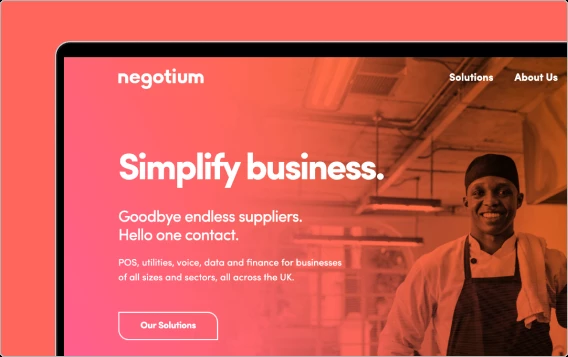 negotium
Solutions About Us
Simplify business.
Goodbye endless suppliers.
Hello one contact.
POS, utilities, voice, data and finance for businesses
of all sizes and sectors, all across the UK.
Our Solutions